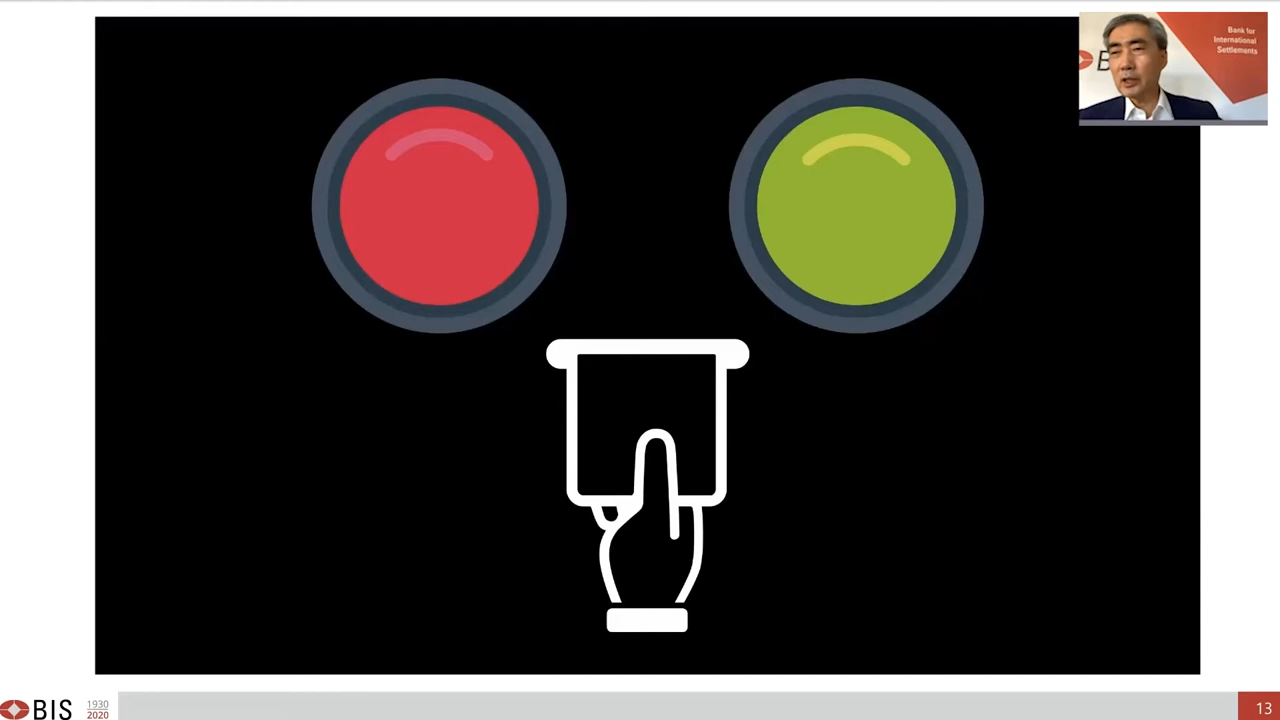 Bank for
International
Settlements
B
BIS
1930
2020
13